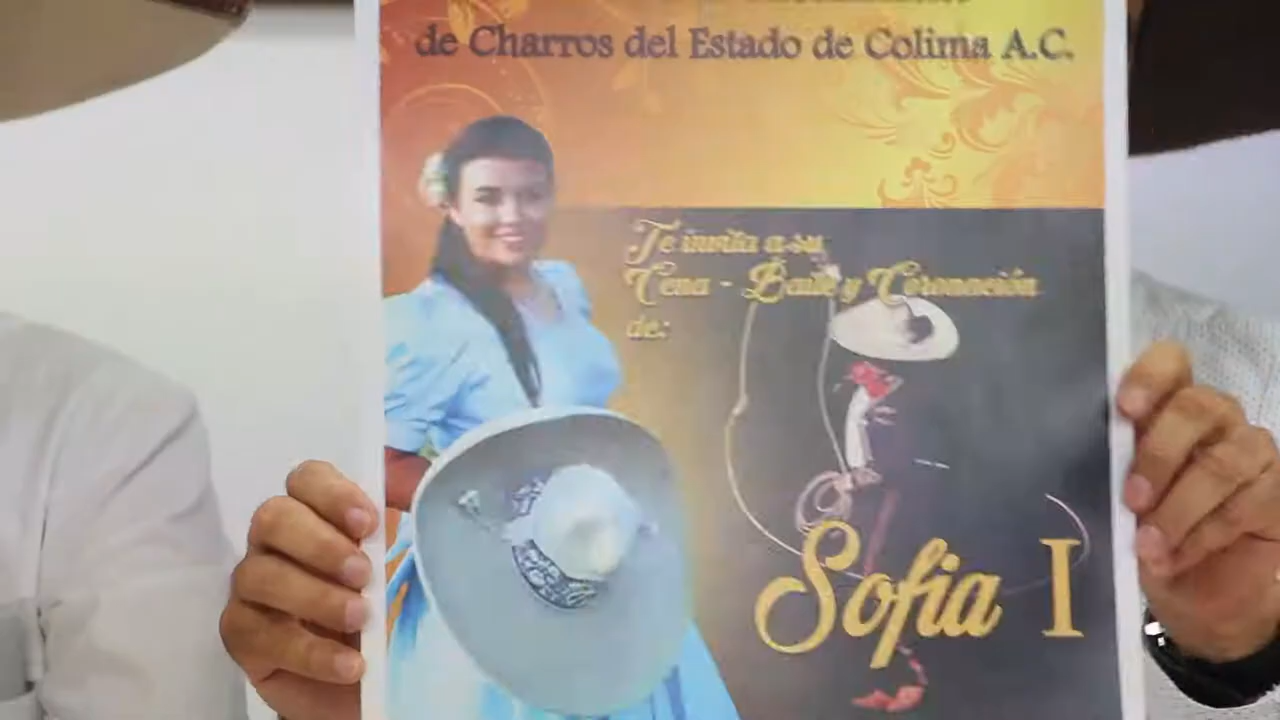 de Charros del Estado de Colima A.C.
Te invita a su
Cena - Baile y Coronación
de:
Sofia I